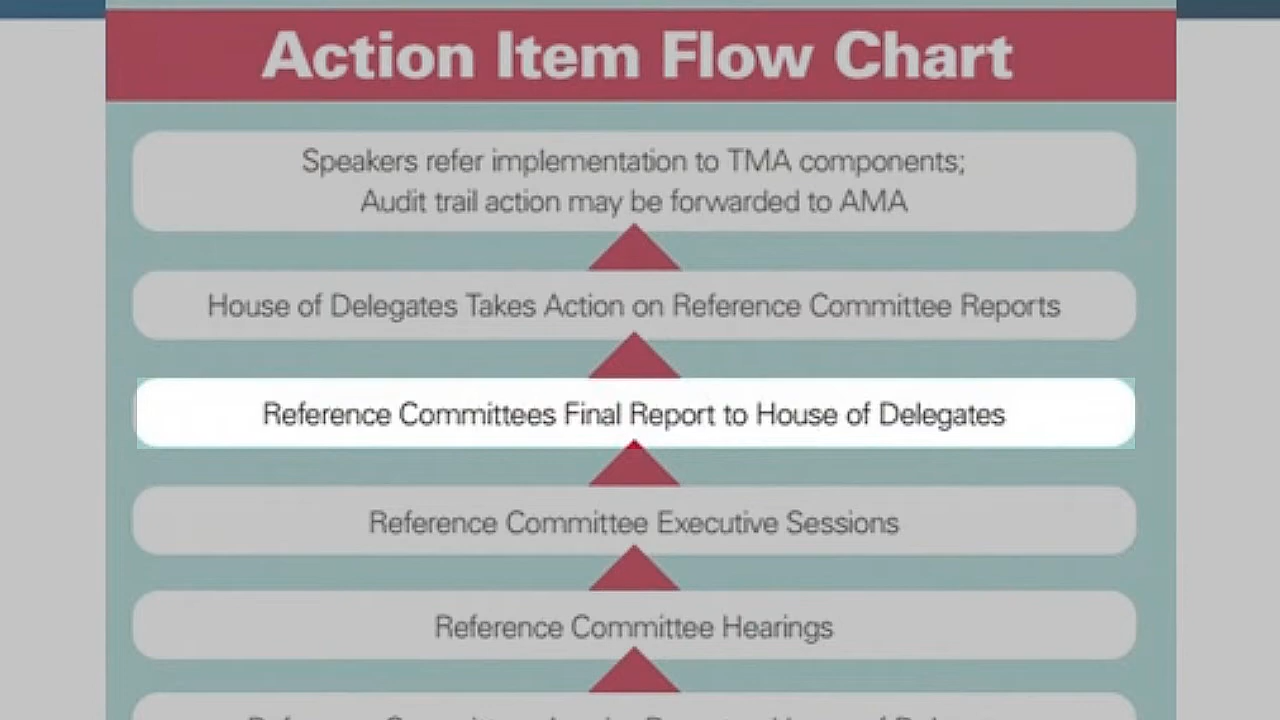 Action Item Flow Chart
Speakers refer implementation to TMA components;
Audit trail action may be forwarded to AMA
House of Delegates Takes Action on Reference Committee Reports
Reference Committees Final Report to House of Delegates
Reference Committee Executive Sessions
Reference Committee Hearings